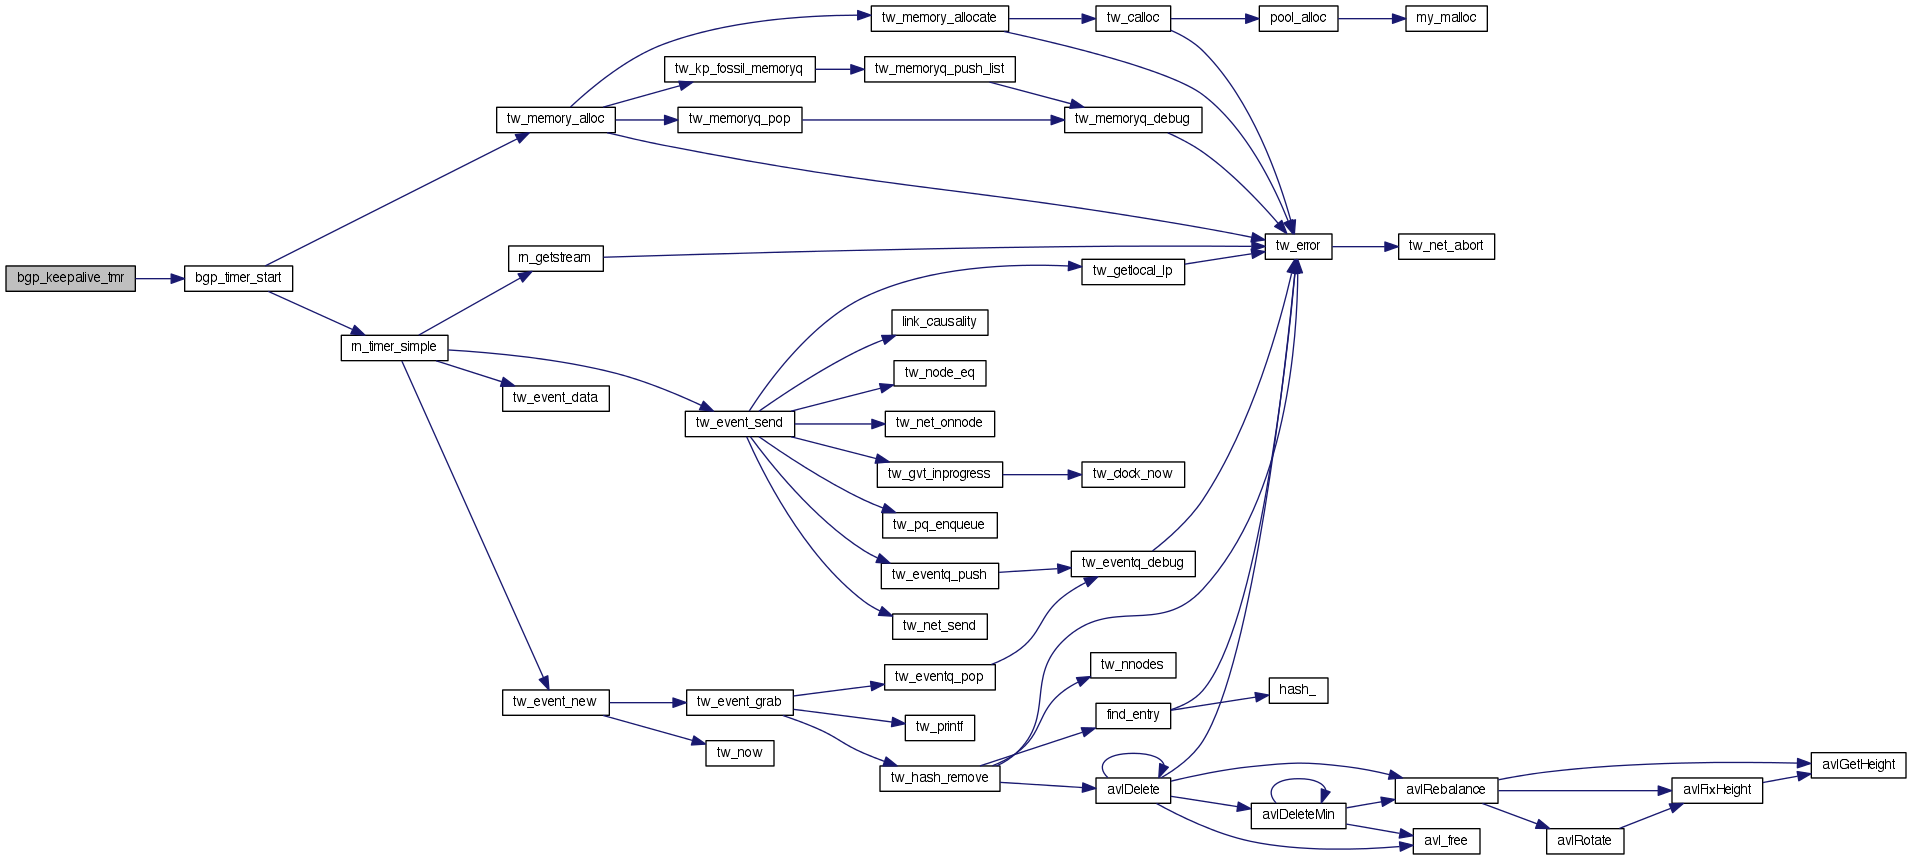 tw_memory_allocate
tw_calloc
pool_alloc
my_malloc
tw_kp_fossil_memoryq
tw_memoryq_push_list
tw_memory_alloc
tw_memoryq_pop
tw_memoryq_debug
tw_error
tw_net_abort
rn_getstream
tw_getlocal_lp
bgp_keepalive_tmr
bgp_timer_start
link_causality
rn_timer_simple
tw_node_eq
tw_event_data
tw_event_send
tw_net_onnode
tw_gvt_inprogress
tw_clock_now
tw_pq_enqueue
tw_eventq_debug
tw_eventq_push
tw_net_send
tw_nnodes
tw_eventq_pop
hash_
tw_event_new
tw_event_grab
find_entry
tw_printf
tw_now
avlGetHeight
tw_hash_remove
avlDelete
avlRebalance
avlFixHeight
avlDeleteMin
avl_free
avlRotate